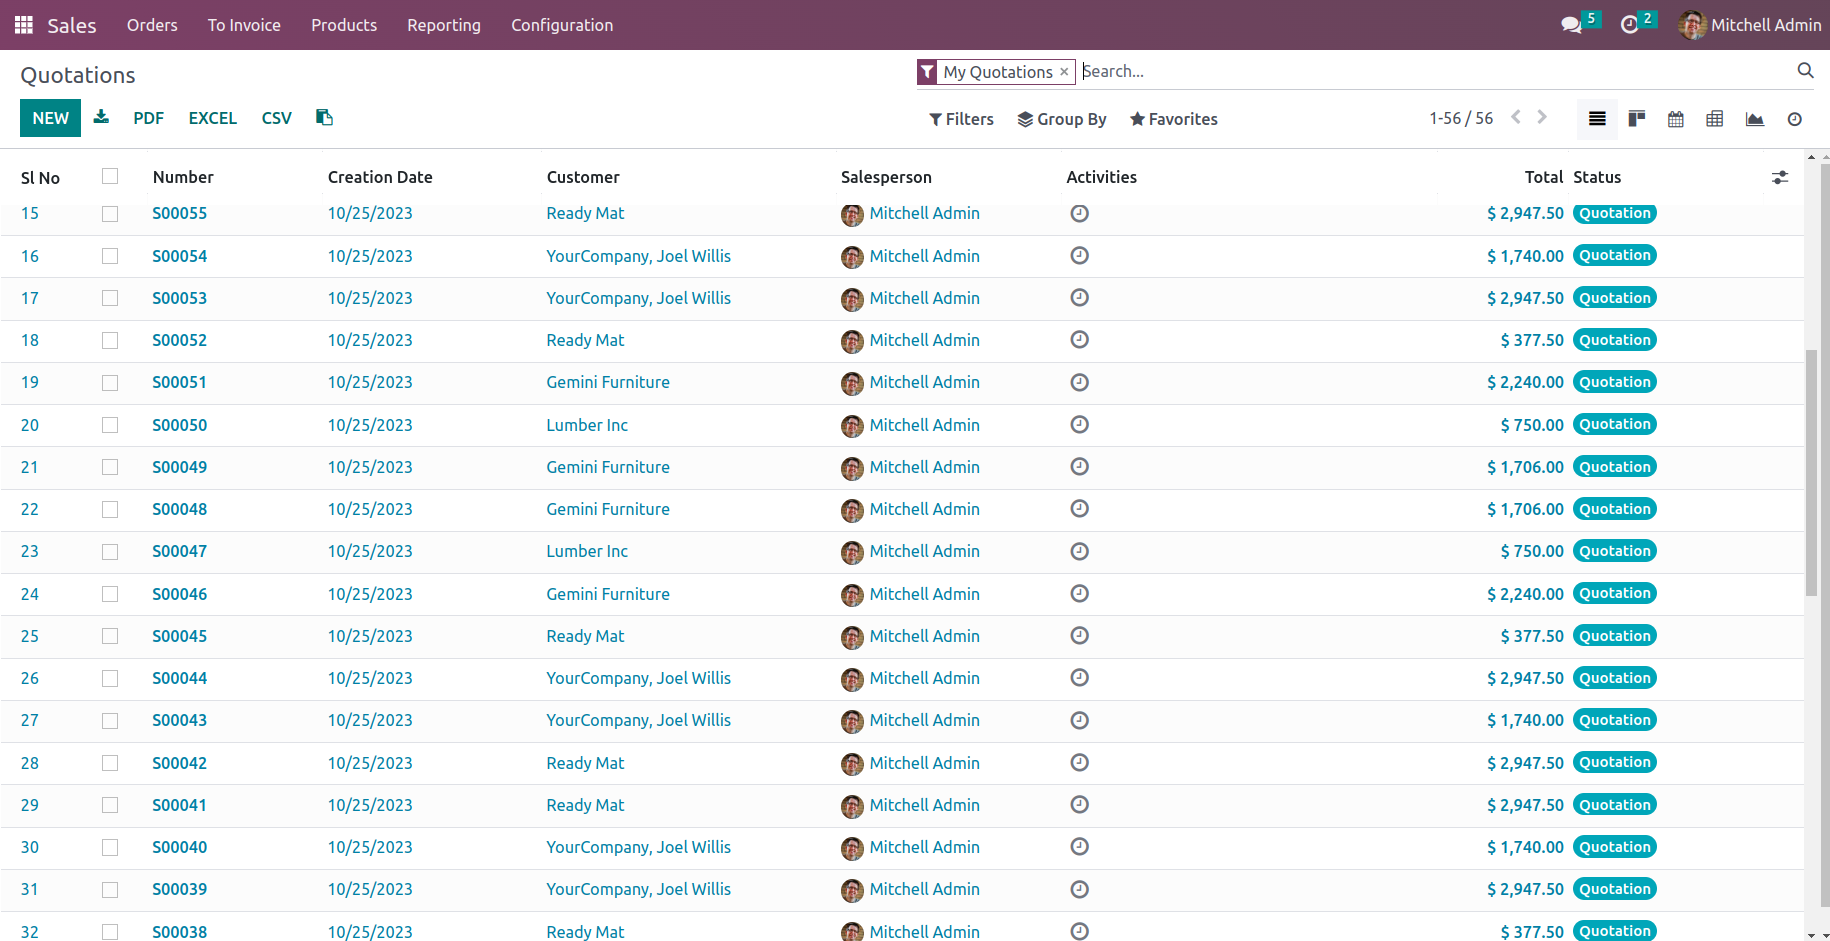 Sales Orders To Invoice Products Reporting Configuration 5 2 Mitchell Admin
Quotations My Quotations × Search...
NEW PDF EXCEL CSV Filters Group By Favorites 1-56 / 56
Sl No Number Creation Date Customer Salesperson Activities Total Status
15 S00055 10/25/2023 Ready Mat Mitchell Admin $ 2,947.50 Quotation
16 S00054 10/25/2023 YourCompany, Joel Willis Mitchell Admin $ 1,740.00 Quotation
17 S00053 10/25/2023 YourCompany, Joel Willis Mitchell Admin $ 2,947.50 Quotation
18 S00052 10/25/2023 Ready Mat Mitchell Admin $ 377.50 Quotation
19 S00051 10/25/2023 Gemini Furniture Mitchell Admin $ 2,240.00 Quotation
20 S00050 10/25/2023 Lumber Inc Mitchell Admin $ 750.00 Quotation
21 S00049 10/25/2023 Gemini Furniture Mitchell Admin $ 1,706.00 Quotation
22 S00048 10/25/2023 Gemini Furniture Mitchell Admin $ 1,706.00 Quotation
23 S00047 10/25/2023 Lumber Inc Mitchell Admin $ 750.00 Quotation
24 S00046 10/25/2023 Gemini Furniture Mitchell Admin $ 2,240.00 Quotation
25 S00045 10/25/2023 Ready Mat Mitchell Admin $ 377.50 Quotation
26 S00044 10/25/2023 YourCompany, Joel Willis Mitchell Admin $ 2,947.50 Quotation
27 S00043 10/25/2023 YourCompany, Joel Willis Mitchell Admin $ 1,740.00 Quotation
28 S00042 10/25/2023 Ready Mat Mitchell Admin $ 2,947.50 Quotation
29 S00041 10/25/2023 Ready Mat Mitchell Admin $ 2,947.50 Quotation
30 S00040 10/25/2023 YourCompany, Joel Willis Mitchell Admin $ 1,740.00 Quotation
31 S00039 10/25/2023 YourCompany, Joel Willis Mitchell Admin $ 2,947.50 Quotation
32 S00038 10/25/2023 Ready Mat Mitchell Admin $ 377.50 Quotation